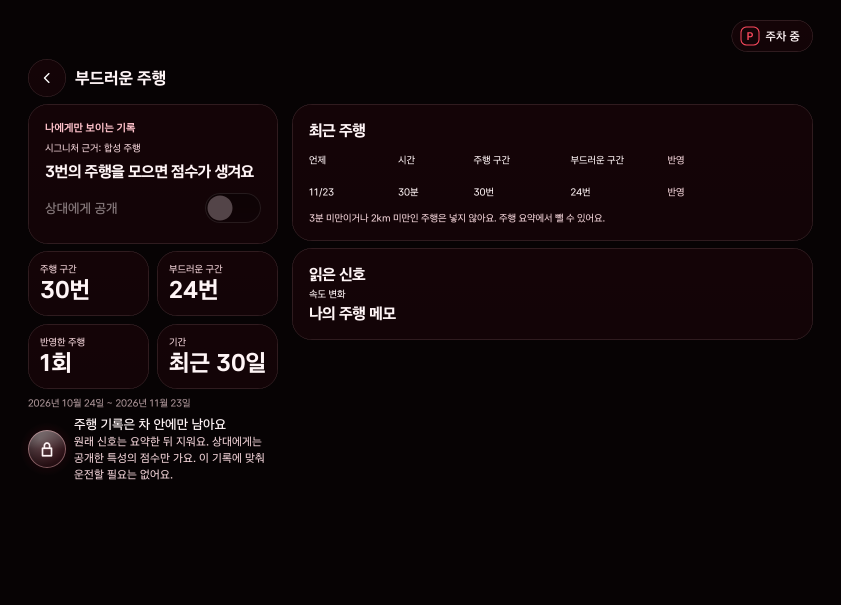 P 주차 중
부드러운 주행
나에게만 보이는 기록
시그니처 근거: 합성 주행
3번의 주행을 모으면 점수가 생겨요
상대에게 공개
주행 구간
30번
부드러운 구간
24번
반영한 주행
1회
기간
최근 30일
2026년 10월 24일 ~ 2026년 11월 23일
주행 기록은 차 안에만 남아요
원래 신호는 요약한 뒤 지워요. 상대에게는
공개한 특성의 점수만 가요. 이 기록에 맞춰
운전할 필요는 없어요.
최근 주행
언제 시간 주행 구간 부드러운 구간 반영
11/23 30분 30번 24번 반영
3분 미만이거나 2km 미만인 주행은 넣지 않아요. 주행 요약에서 뺄 수 있어요.
읽은 신호
속도 변화
나의 주행 메모